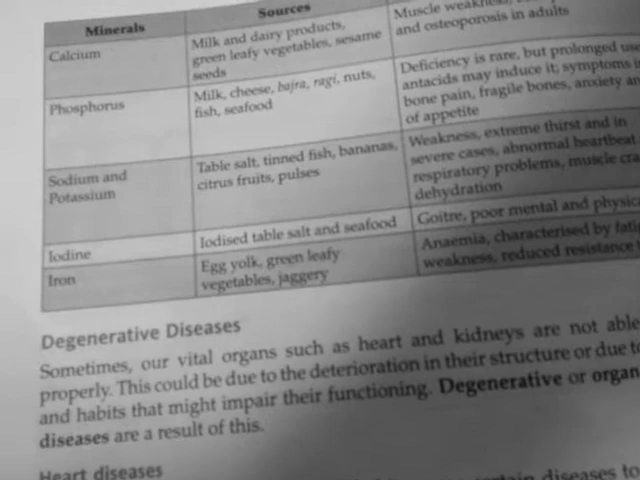 Minerals Sources
Calcium
Milk and dairy products,
green leafy vegetables, sesame
seeds
Muscle
and osteoporosis in adults
Phosphorus
Milk, cheese, bajra, ragi, nuts,
fish, seafood
Deficiency is rare, but prolonged use
antacids may induce it; symptoms
bone pain, fragile bones, anxiety
of appetite
Sodium and
Potassium
Table salt, tinned fish, bananas,
citrus fruits, pulses
Weakness, extreme thirst and in
severe cases, abnormal heartbeat
respiratory problems, muscle
dehydration
Iodine
Iodised table salt and seafood
Goitre, poor mental and
Iron
Egg yolk, green leafy
vegetables, jaggery
Anaemia, characterised by
weakness, reduced resistance
Degenerative Diseases
Sometimes, our vital organs such as heart and kidneys are not able
properly. This could be due to the deterioration in their structure or due to
and habits that might impair their functioning. Degenerative or organ
diseases are a result of this.
Heart diseases
diseases to